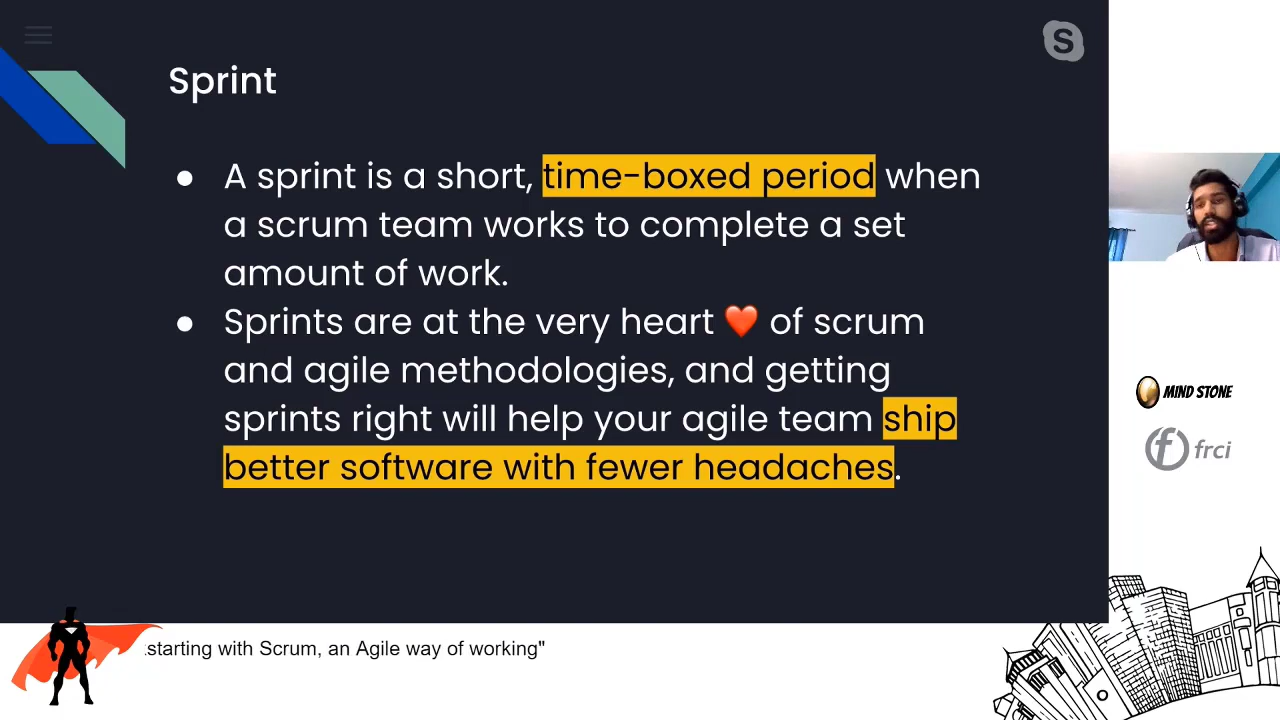 Sprint
● A sprint is a short, time-boxed period when
a scrum team works to complete a set
amount of work.
● Sprints are at the very heart ❤️ of scrum
and agile methodologies, and getting
sprints right will help your agile team ship
better software with fewer headaches.
S
MIND STONE
frci
starting with Scrum, an Agile way of working"